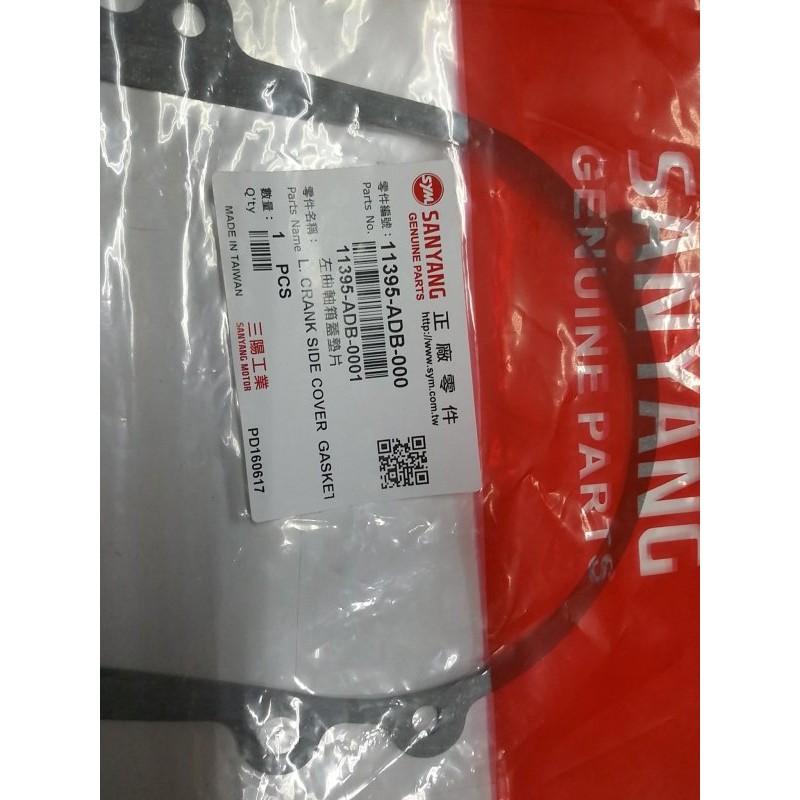 SYM
SANYANG
GENUINE PARTS
正廠零件
http://www.sym.com.tw
零件編號：
Parts No.
11395-ADB-000
11395-ADB-0001
零件名稱：
左曲軸箱蓋墊片
Parts Name
L. CRANK SIDE COVER GASKET
數量：
Q'ty
1
PCS
MADE IN TAIWAN
三陽工業
SANYANG MOTOR
PD160617
SANYANG
GENUINE PARTS